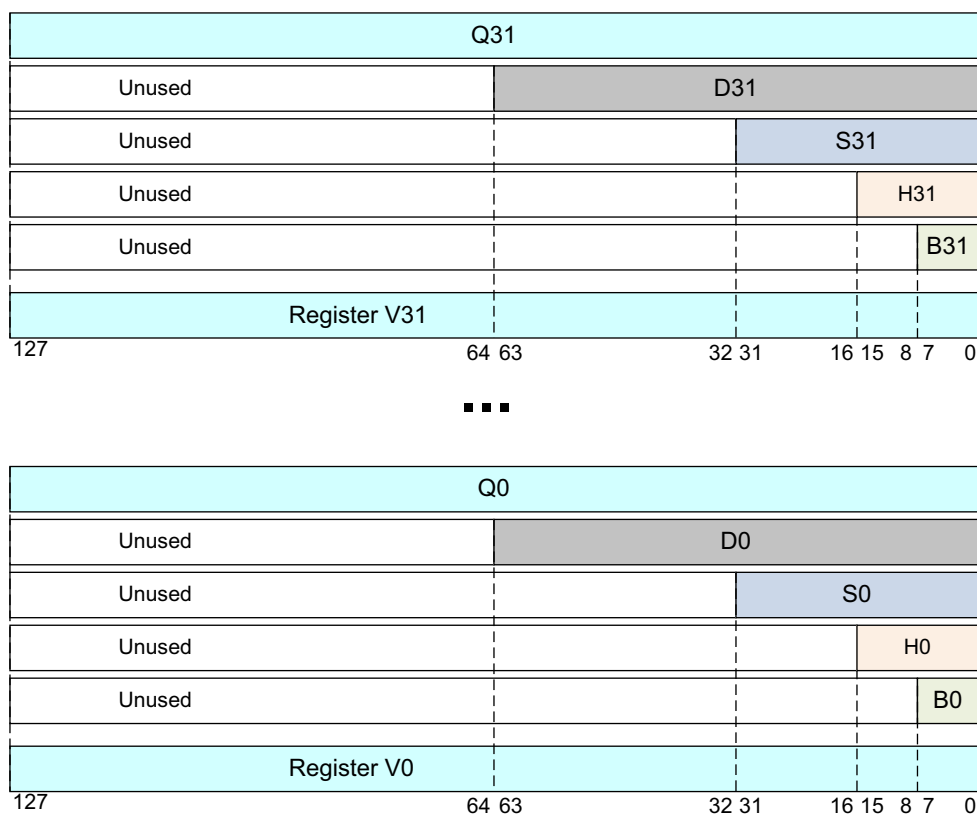 Q31
Unused D31
Unused S31
Unused H31
Unused B31
Register V31
127 64 63 32 31 16 15 8 7 0
...
Q0
Unused D0
Unused S0
Unused H0
Unused B0
Register V0
127 64 63 32 31 16 15 8 7 0